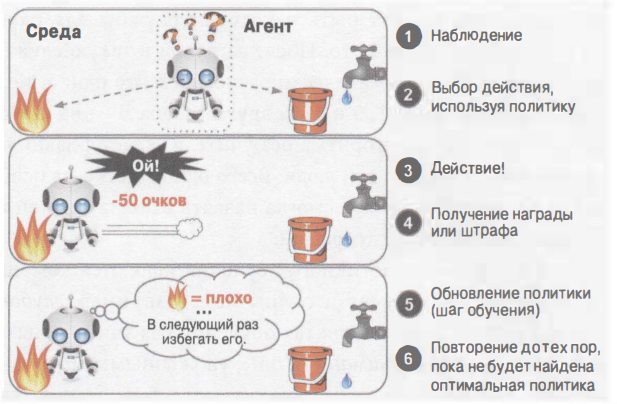 Среда
Агент
? ? ?
1 Наблюдение
2 Выбор действия,
используя политику
Ой!
-50 очков
3 Действие!
4 Получение награды
или штрафа
= плохо
...
В следующий раз
избегать его.
5 Обновление политики
(шаг обучения)
6 Повторение до тех пор,
пока не будет найдена
оптимальная политика